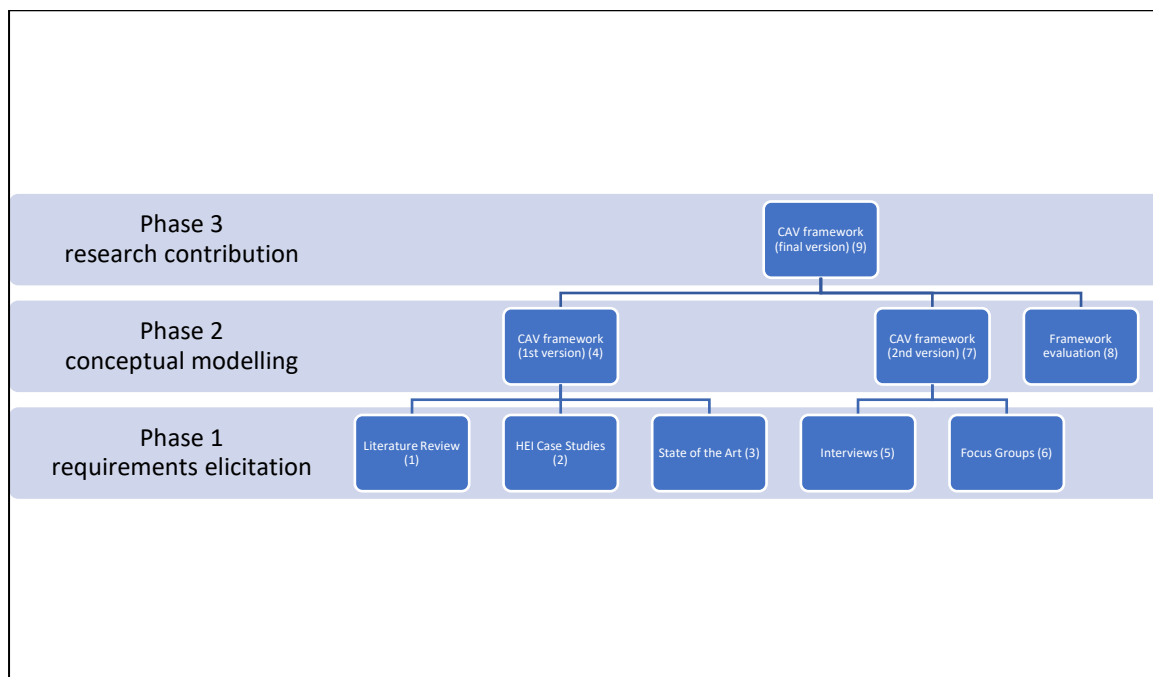 Phase 3
research contribution
CAV framework
(final version) (9)
Phase 2
conceptual modelling
CAV framework
(1st version) (4)
CAV framework
(2nd version) (7)
Framework
evaluation (8)
Phase 1
requirements elicitation
Literature Review
(1)
HEI Case Studies
(2)
State of the Art (3)
Interviews (5)
Focus Groups (6)